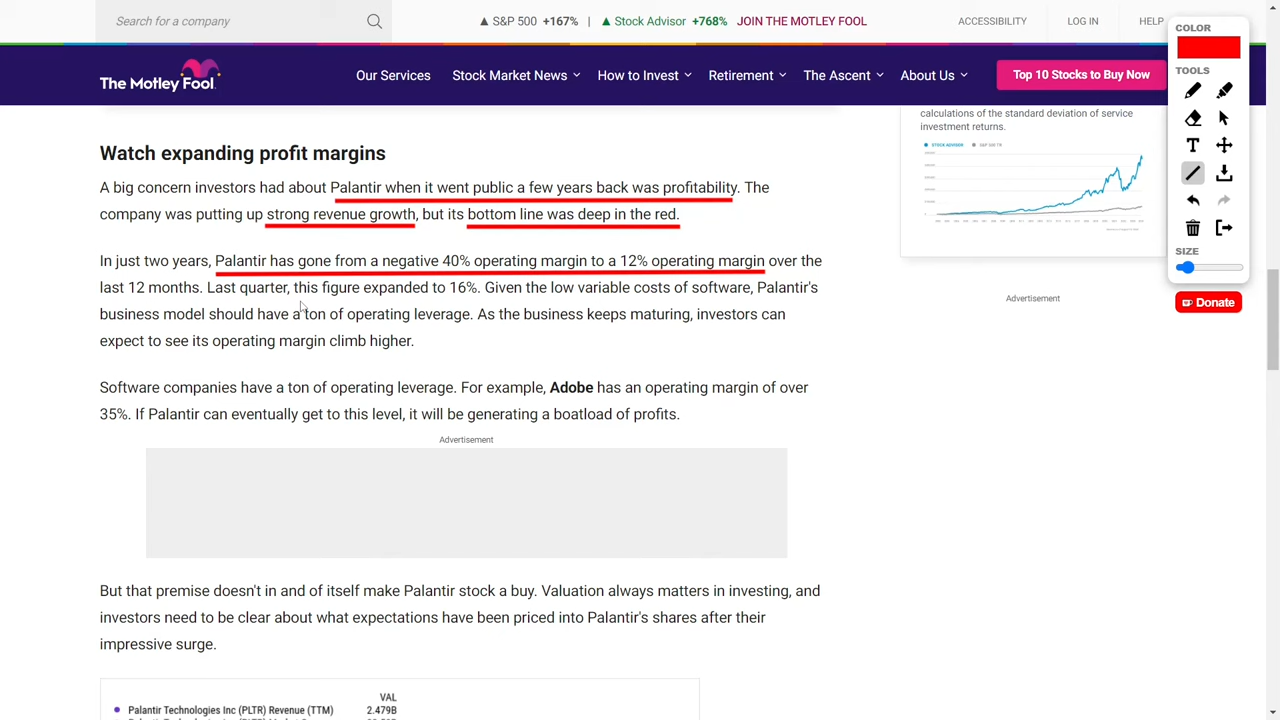 Search for a company
S&P 500 +167% | Stock Advisor +768% JOIN THE MOTLEY FOOL
ACCESSIBILITY LOG IN HELP
The Motley Fool
Our Services Stock Market News How to Invest Retirement The Ascent About Us
Top 10 Stocks to Buy Now
COLOR
TOOLS
T
SIZE
Donate
calculations of the standard deviation of service
investment returns.
STOCK ADVISOR
Advertisement
Watch expanding profit margins
A big concern investors had about Palantir when it went public a few years back was profitability. The
company was putting up strong revenue growth, but its bottom line was deep in the red.
In just two years, Palantir has gone from a negative 40% operating margin to a 12% operating margin over the
last 12 months. Last quarter, this figure expanded to 16%. Given the low variable costs of software, Palantir's
business model should have a ton of operating leverage. As the business keeps maturing, investors can
expect to see its operating margin climb higher.
Software companies have a ton of operating leverage. For example, Adobe has an operating margin of over
35%. If Palantir can eventually get to this level, it will be generating a boatload of profits.
Advertisement
But that premise doesn't in and of itself make Palantir stock a buy. Valuation always matters in investing, and
investors need to be clear about what expectations have been priced into Palantir's shares after their
impressive surge.
VAL
Palantir Technologies Inc (PLTR) Revenue (TTM) 2.479B